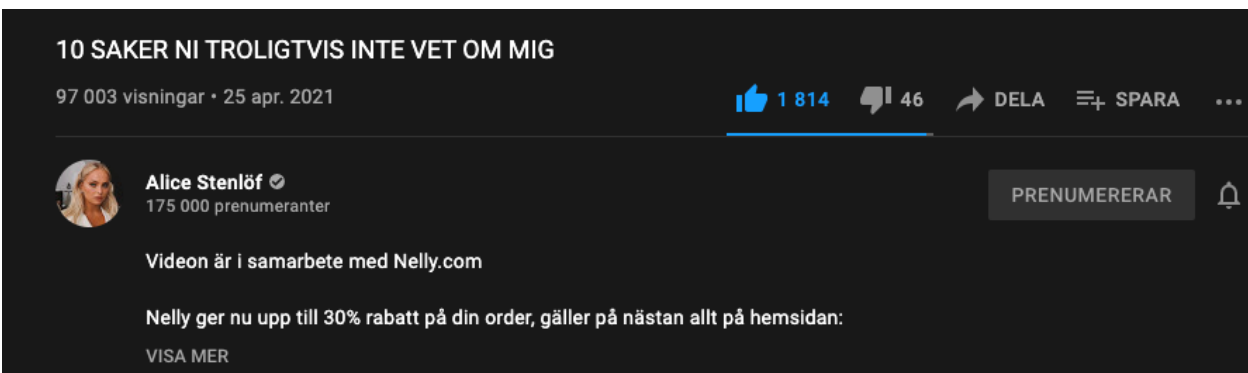 10 SAKER NI TROLIGTVIS INTE VET OM MIG
97 003 visningar • 25 apr. 2021
1 814 46 DELA SPARA
Alice Stenlöf
175 000 prenumeranter
PRENUMERERAR
Videon är i samarbete med Nelly.com
Nelly ger nu upp till 30% rabatt på din order, gäller på nästan allt på hemsidan:
VISA MER